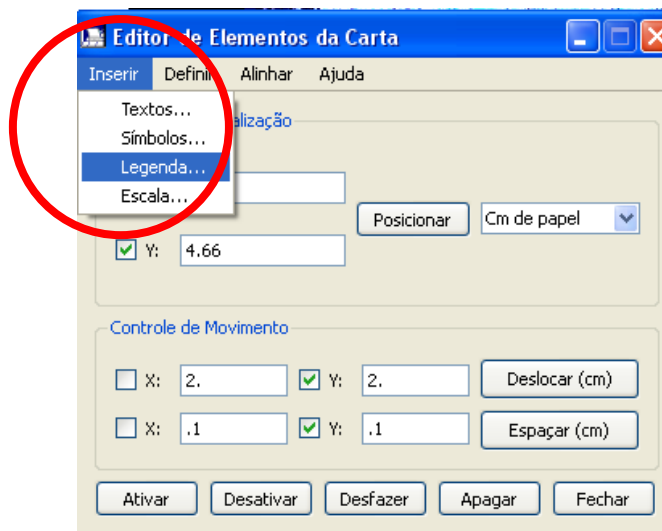 Editor de Elementos da Carta
Inserir Definir Alinhar Ajuda
Textos...
Símbolos...
Legenda...
Escala...
alização
Posicionar Cm de papel
Y: 4.66
Controle de Movimento
X: 2. Y: 2. Deslocar (cm)
X: .1 Y: .1 Espaçar (cm)
Ativar Desativar Desfazer Apagar Fechar